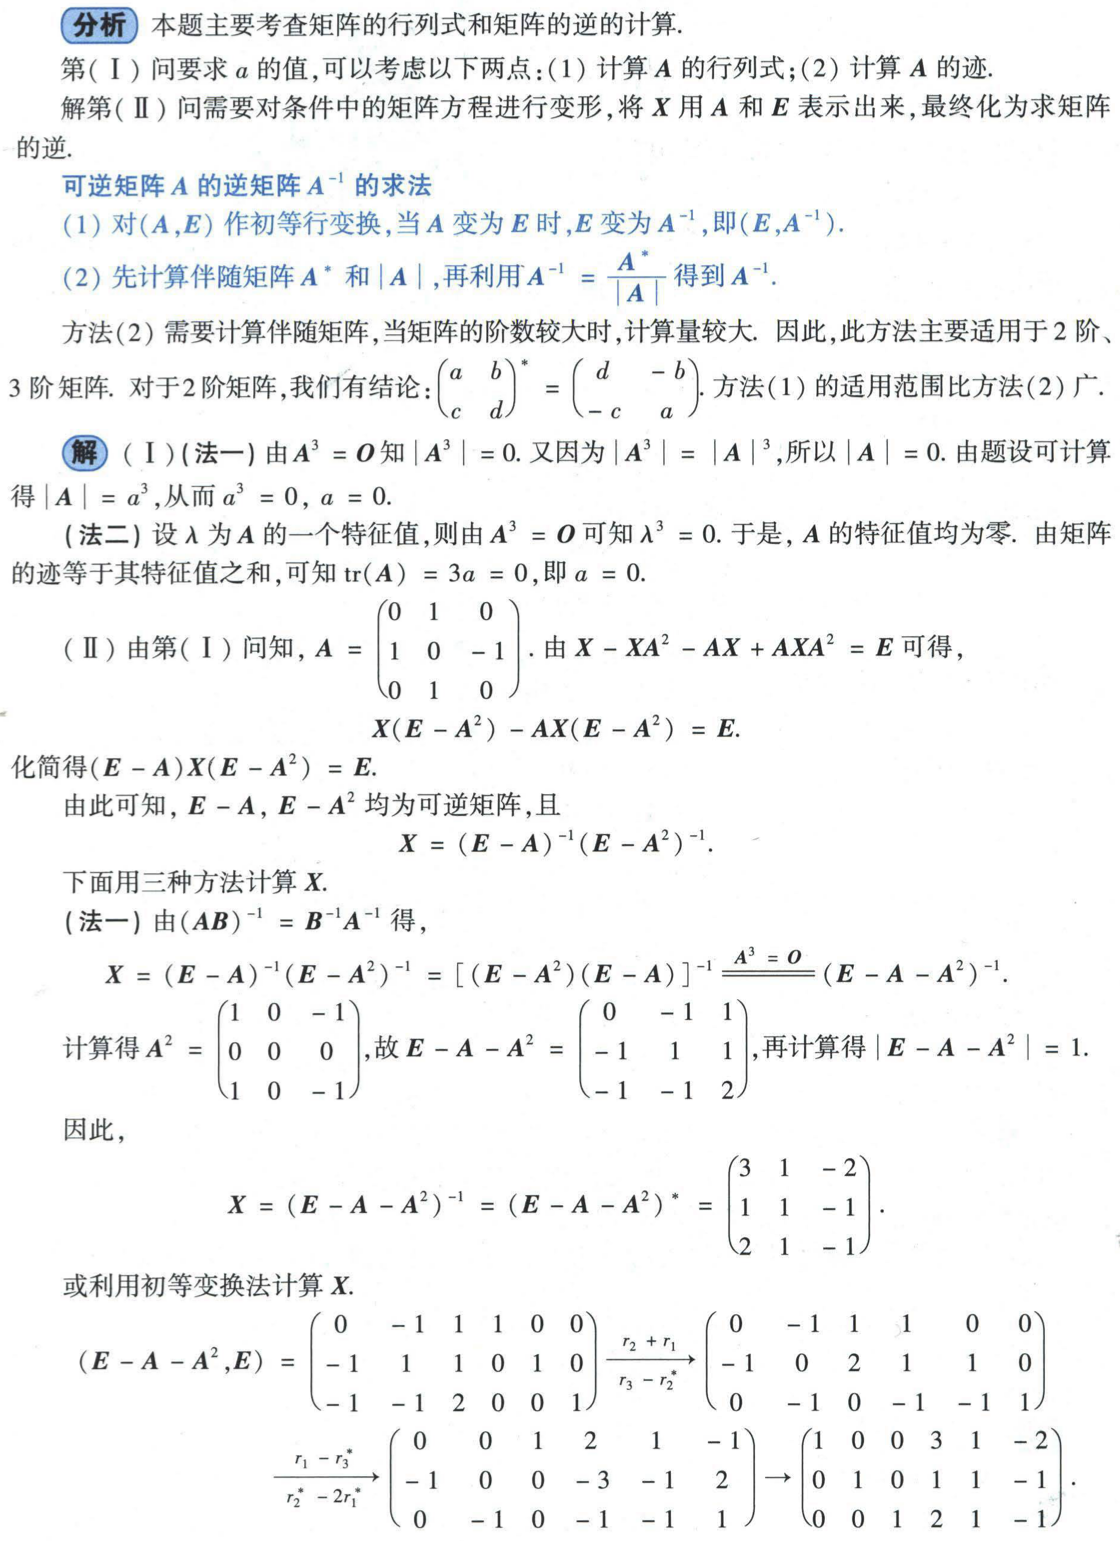 分析 本题主要考查矩阵的行列式和矩阵的逆的计算.
第(Ⅰ) 问要求 a 的值,可以考虑以下两点:(1) 计算 A 的行列式;(2) 计算 A 的迹.
解第(Ⅱ) 问需要对条件中的矩阵方程进行变形,将 X 用 A 和 E 表示出来,最终化为求矩阵
的逆.
可逆矩阵 A 的逆矩阵 A⁻¹ 的求法
(1) 对(A,E) 作初等行变换,当 A 变为 E 时,E 变为 A⁻¹,即(E,A⁻¹).
(2) 先计算伴随矩阵 A* 和 |A|,再利用 A⁻¹ = A*/|A| 得到 A⁻¹.
方法(2) 需要计算伴随矩阵,当矩阵的阶数较大时,计算量较大. 因此,此方法主要适用于 2 阶、
3 阶矩阵. 对于2阶矩阵,我们有结论:(a b; c d)* = (d -b; -c a). 方法(1) 的适用范围比方法(2) 广.
解 (Ⅰ)(法一) 由 A³ = O 知 |A³| = 0. 又因为 |A³| = |A|³,所以 |A| = 0. 由题设可计算
得 |A| = a³,从而 a³ = 0, a = 0.
(法二) 设 λ 为 A 的一个特征值,则由 A³ = O 可知 λ³ = 0. 于是, A 的特征值均为零. 由矩阵
的迹等于其特征值之和,可知 tr(A) = 3a = 0,即 a = 0.
(Ⅱ) 由第(Ⅰ) 问知, A = (0 1 0; 1 0 -1; 0 1 0). 由 X - XA² - AX + AXA² = E 可得,
X(E - A²) - AX(E - A²) = E.
化简得(E - A)X(E - A²) = E.
由此可知, E - A, E - A² 均为可逆矩阵,且
X = (E - A)⁻¹(E - A²)⁻¹.
下面用三种方法计算 X.
(法一) 由(AB)⁻¹ = B⁻¹A⁻¹ 得,
X = (E - A)⁻¹(E - A²)⁻¹ = [(E - A²)(E - A)]⁻¹ =(A³ = O)= (E - A - A²)⁻¹.
计算得 A² = (1 0 -1; 0 0 0; 1 0 -1),故 E - A - A² = (0 -1 1; -1 1 1; -1 -1 2),再计算得 |E - A - A²| = 1.
因此,
X = (E - A - A²)⁻¹ = (E - A - A²)* = (3 1 -2; 1 1 -1; 2 1 -1).
或利用初等变换法计算 X.
(E - A - A²,E) = (0 -1 1 1 0 0; -1 1 1 0 1 0; -1 -1 2 0 0 1) r₂ + r₁ → r₃ - r₂* (0 -1 1 1 0 0; -1 0 2 1 1 0; 0 -1 0 -1 -1 1)
r₁ - r₃* → r₂* - 2r₁* (0 0 1 2 1 -1; -1 0 0 -3 -1 2; 0 -1 0 -1 -1 1) → (1 0 0 3 1 -2; 0 1 0 1 1 -1; 0 0 1 2 1 -1).